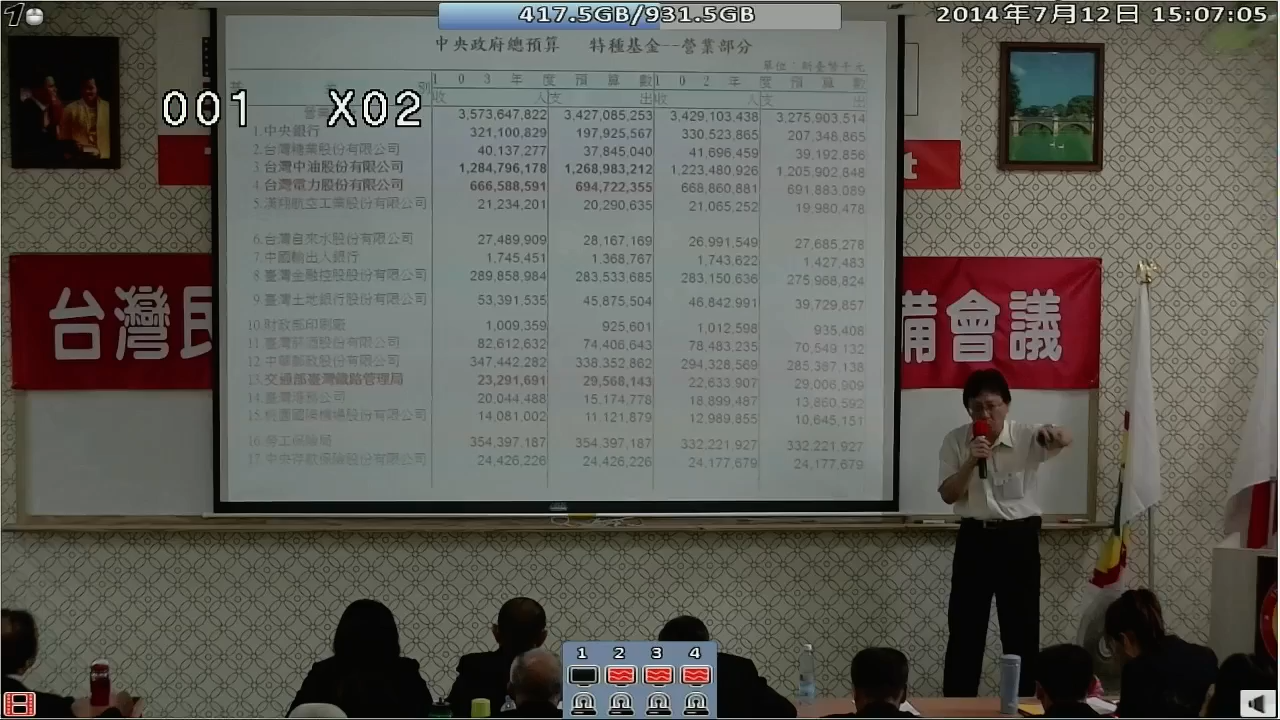 417.5GB/931.5GB
2014年7月12日 15:07:05
中央政府總預算 特種基金--營業部分
單位：新臺幣千元
103年度預算數 102年度預算數
收入 支出 收入 支出
001 X02
3,573,647,822 3,427,085,253 3,429,103,438 3,275,903,514
1.中央銀行 321,100,829 197,925,567 330,523,865 207,348,865
2.台灣糖業股份有限公司 40,137,277 37,845,040 41,696,459 39,192,856
3.台灣中油股份有限公司 1,284,796,178 1,268,983,212 1,223,480,926 1,205,902,848
4.台灣電力股份有限公司 666,588,591 694,722,355 668,860,881 691,883,089
5.漢翔航空工業股份有限公司 21,234,201 20,290,635 21,065,252 19,980,478
6.台灣自來水股份有限公司 27,489,909 28,167,169 26,991,549 27,685,278
7.中國輸出入銀行 1,745,451 1,368,767 1,743,622 1,427,483
8.臺灣金融控股股份有限公司 289,858,984 283,533,685 283,150,636 275,968,824
9.臺灣土地銀行股份有限公司 53,391,535 45,875,504 46,842,991 39,729,857
10.財政部印刷廠 1,009,359 925,601 1,012,598 935,408
11.臺灣菸酒股份有限公司 82,612,632 74,406,643 78,483,235 70,549,132
12.中華郵政股份有限公司 347,442,282 338,352,862 294,328,569 285,387,138
13.交通部臺灣鐵路管理局 23,291,691 29,568,143 22,633,907 29,006,909
14.臺灣港務公司 20,044,488 15,174,778 18,899,487 13,860,592
15.桃園國際機場股份有限公司 14,081,002 11,121,879 12,989,855 10,645,151
16.勞工保險局 354,397,187 354,397,187 332,221,927 332,221,927
17.中央存款保險股份有限公司 24,426,226 24,426,226 24,177,679 24,177,679
t
台灣民
備會議
1 2 3 4